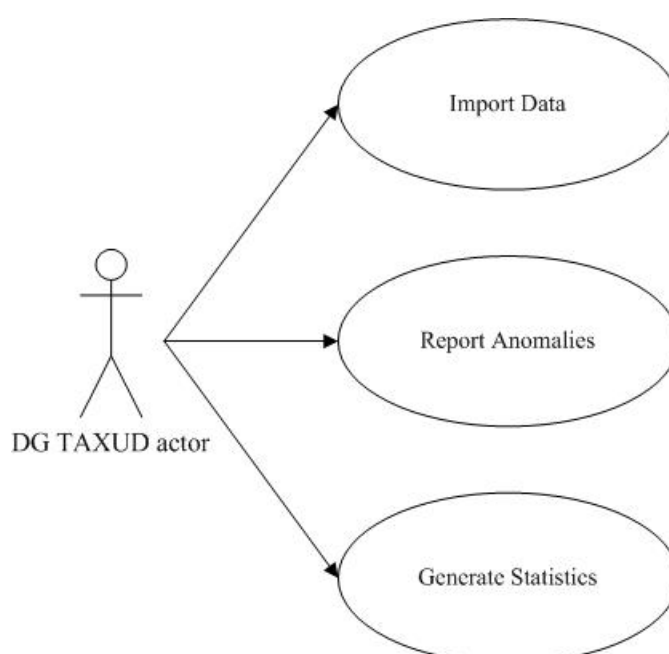 Import Data
Report Anomalies
DG TAXUD actor
Generate Statistics